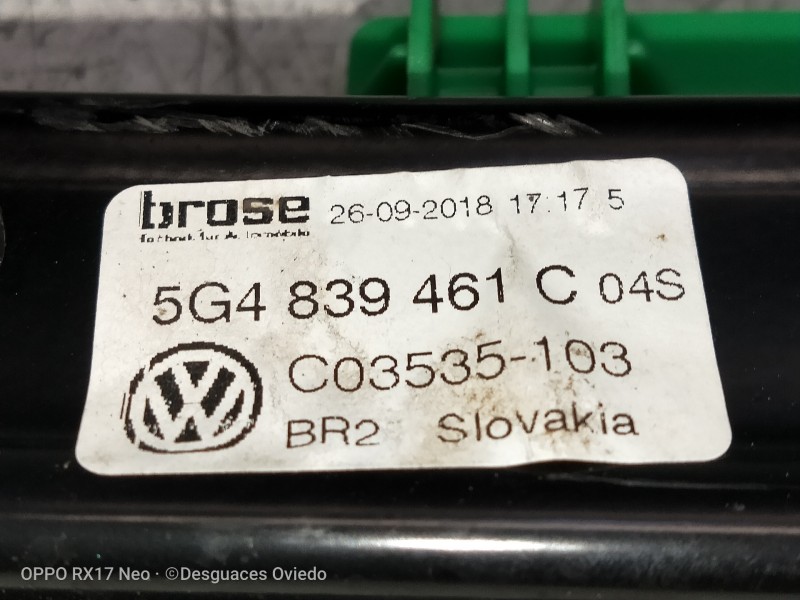 brose 26-09-2018 17:17 5
5G4 839 461 C 04S
C03535-103
BR2 Slovakia
OPPO RX17 Neo · ©Desguaces Oviedo